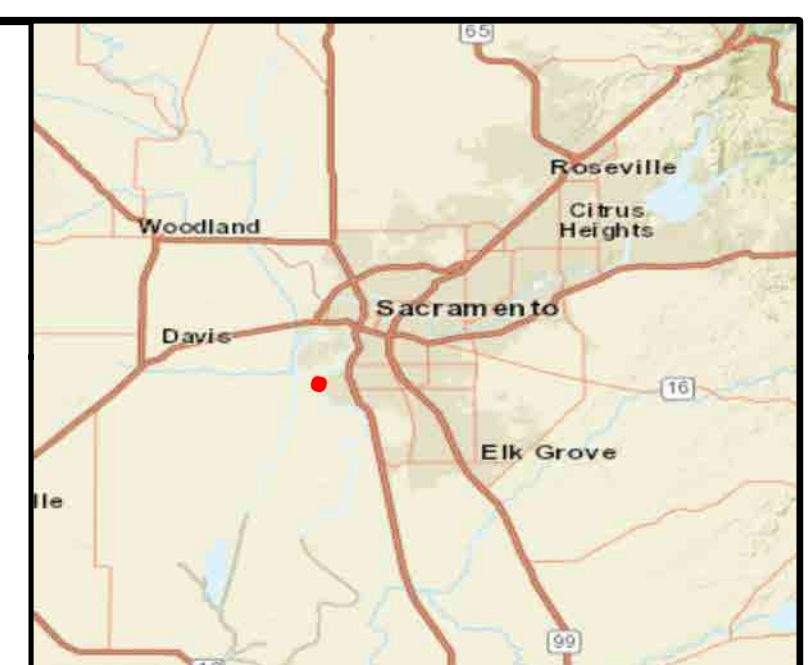 65
Roseville
Citrus
Heights
Woodland
Sacramento
Davis
16
Elk Grove
lle
99